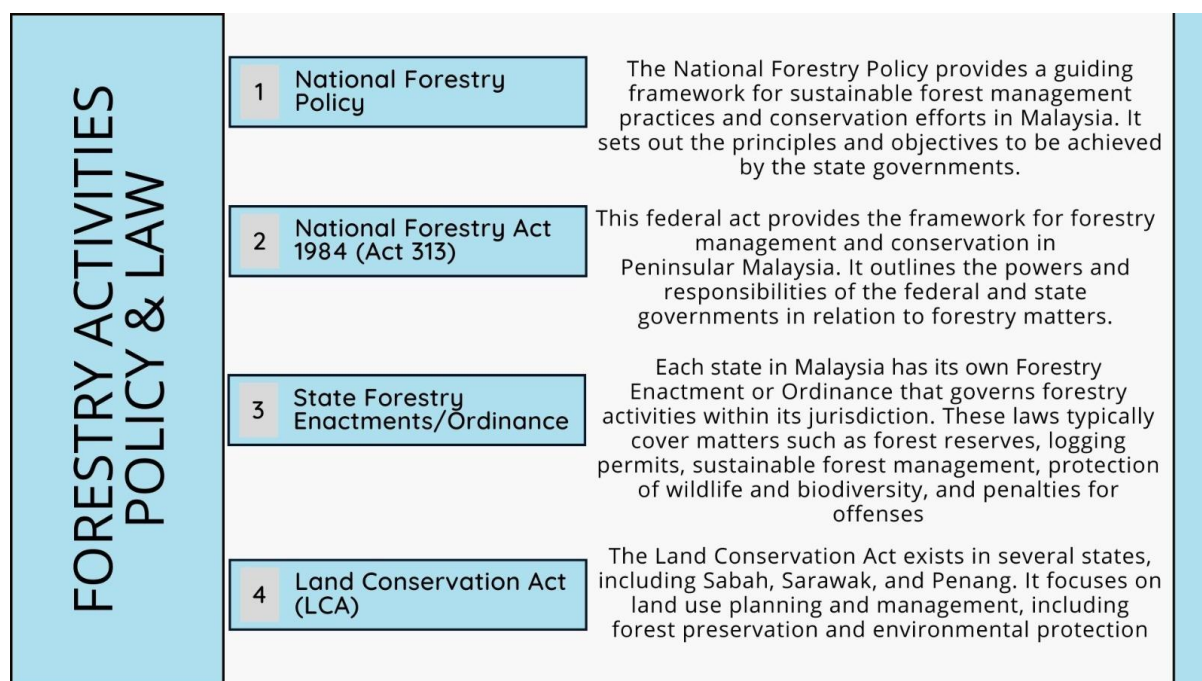 FORESTRY ACTIVITIES
POLICY & LAW
1
National Forestry
Policy
The National Forestry Policy provides a guiding
framework for sustainable forest management
practices and conservation efforts in Malaysia. It
sets out the principles and objectives to be achieved
by the state governments.
2
National Forestry Act
1984 (Act 313)
This federal act provides the framework for forestry
management and conservation in
Peninsular Malaysia. It outlines the powers and
responsibilities of the federal and state
governments in relation to forestry matters.
3
State Forestry
Enactments/Ordinance
Each state in Malaysia has its own Forestry
Enactment or Ordinance that governs forestry
activities within its jurisdiction. These laws typically
cover matters such as forest reserves, logging
permits, sustainable forest management, protection
of wildlife and biodiversity, and penalties for
offenses
4
Land Conservation Act
(LCA)
The Land Conservation Act exists in several states,
including Sabah, Sarawak, and Penang. It focuses on
land use planning and management, including
forest preservation and environmental protection